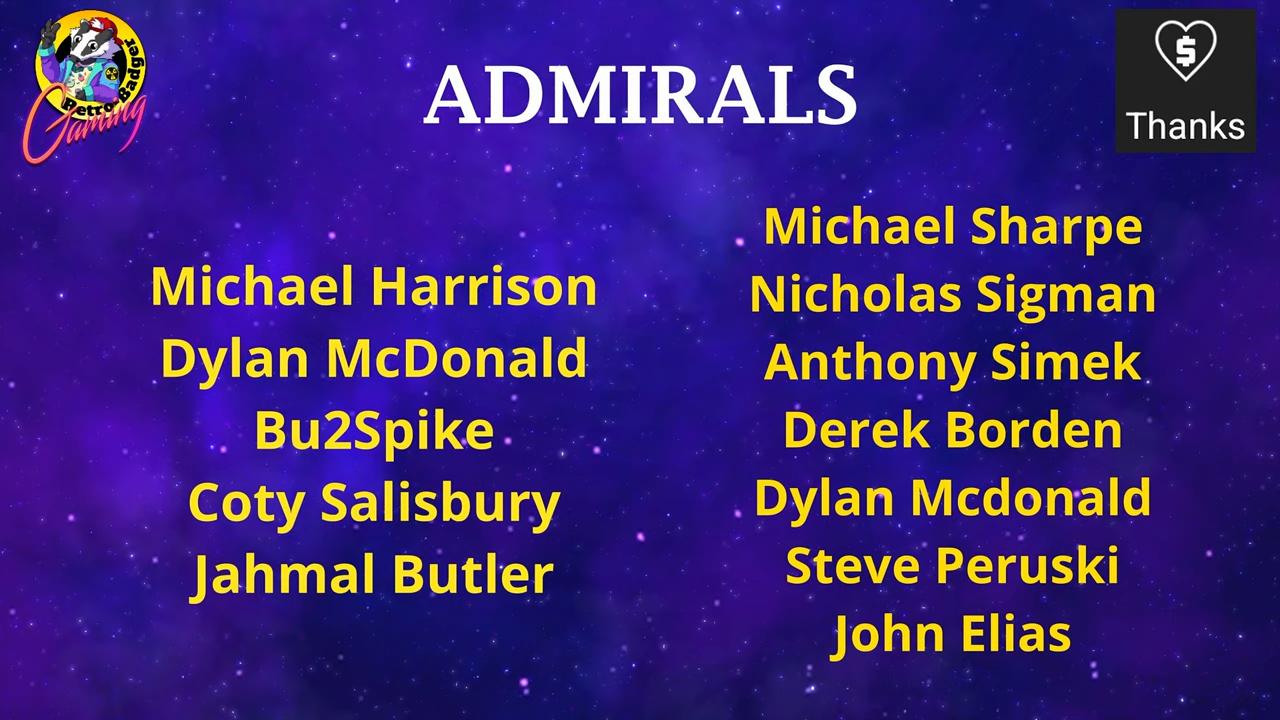 Retro Badger
Gaming
ADMIRALS
Thanks
Michael Harrison
Dylan McDonald
Bu2Spike
Coty Salisbury
Jahmal Butler
Michael Sharpe
Nicholas Sigman
Anthony Simek
Derek Borden
Dylan Mcdonald
Steve Peruski
John Elias